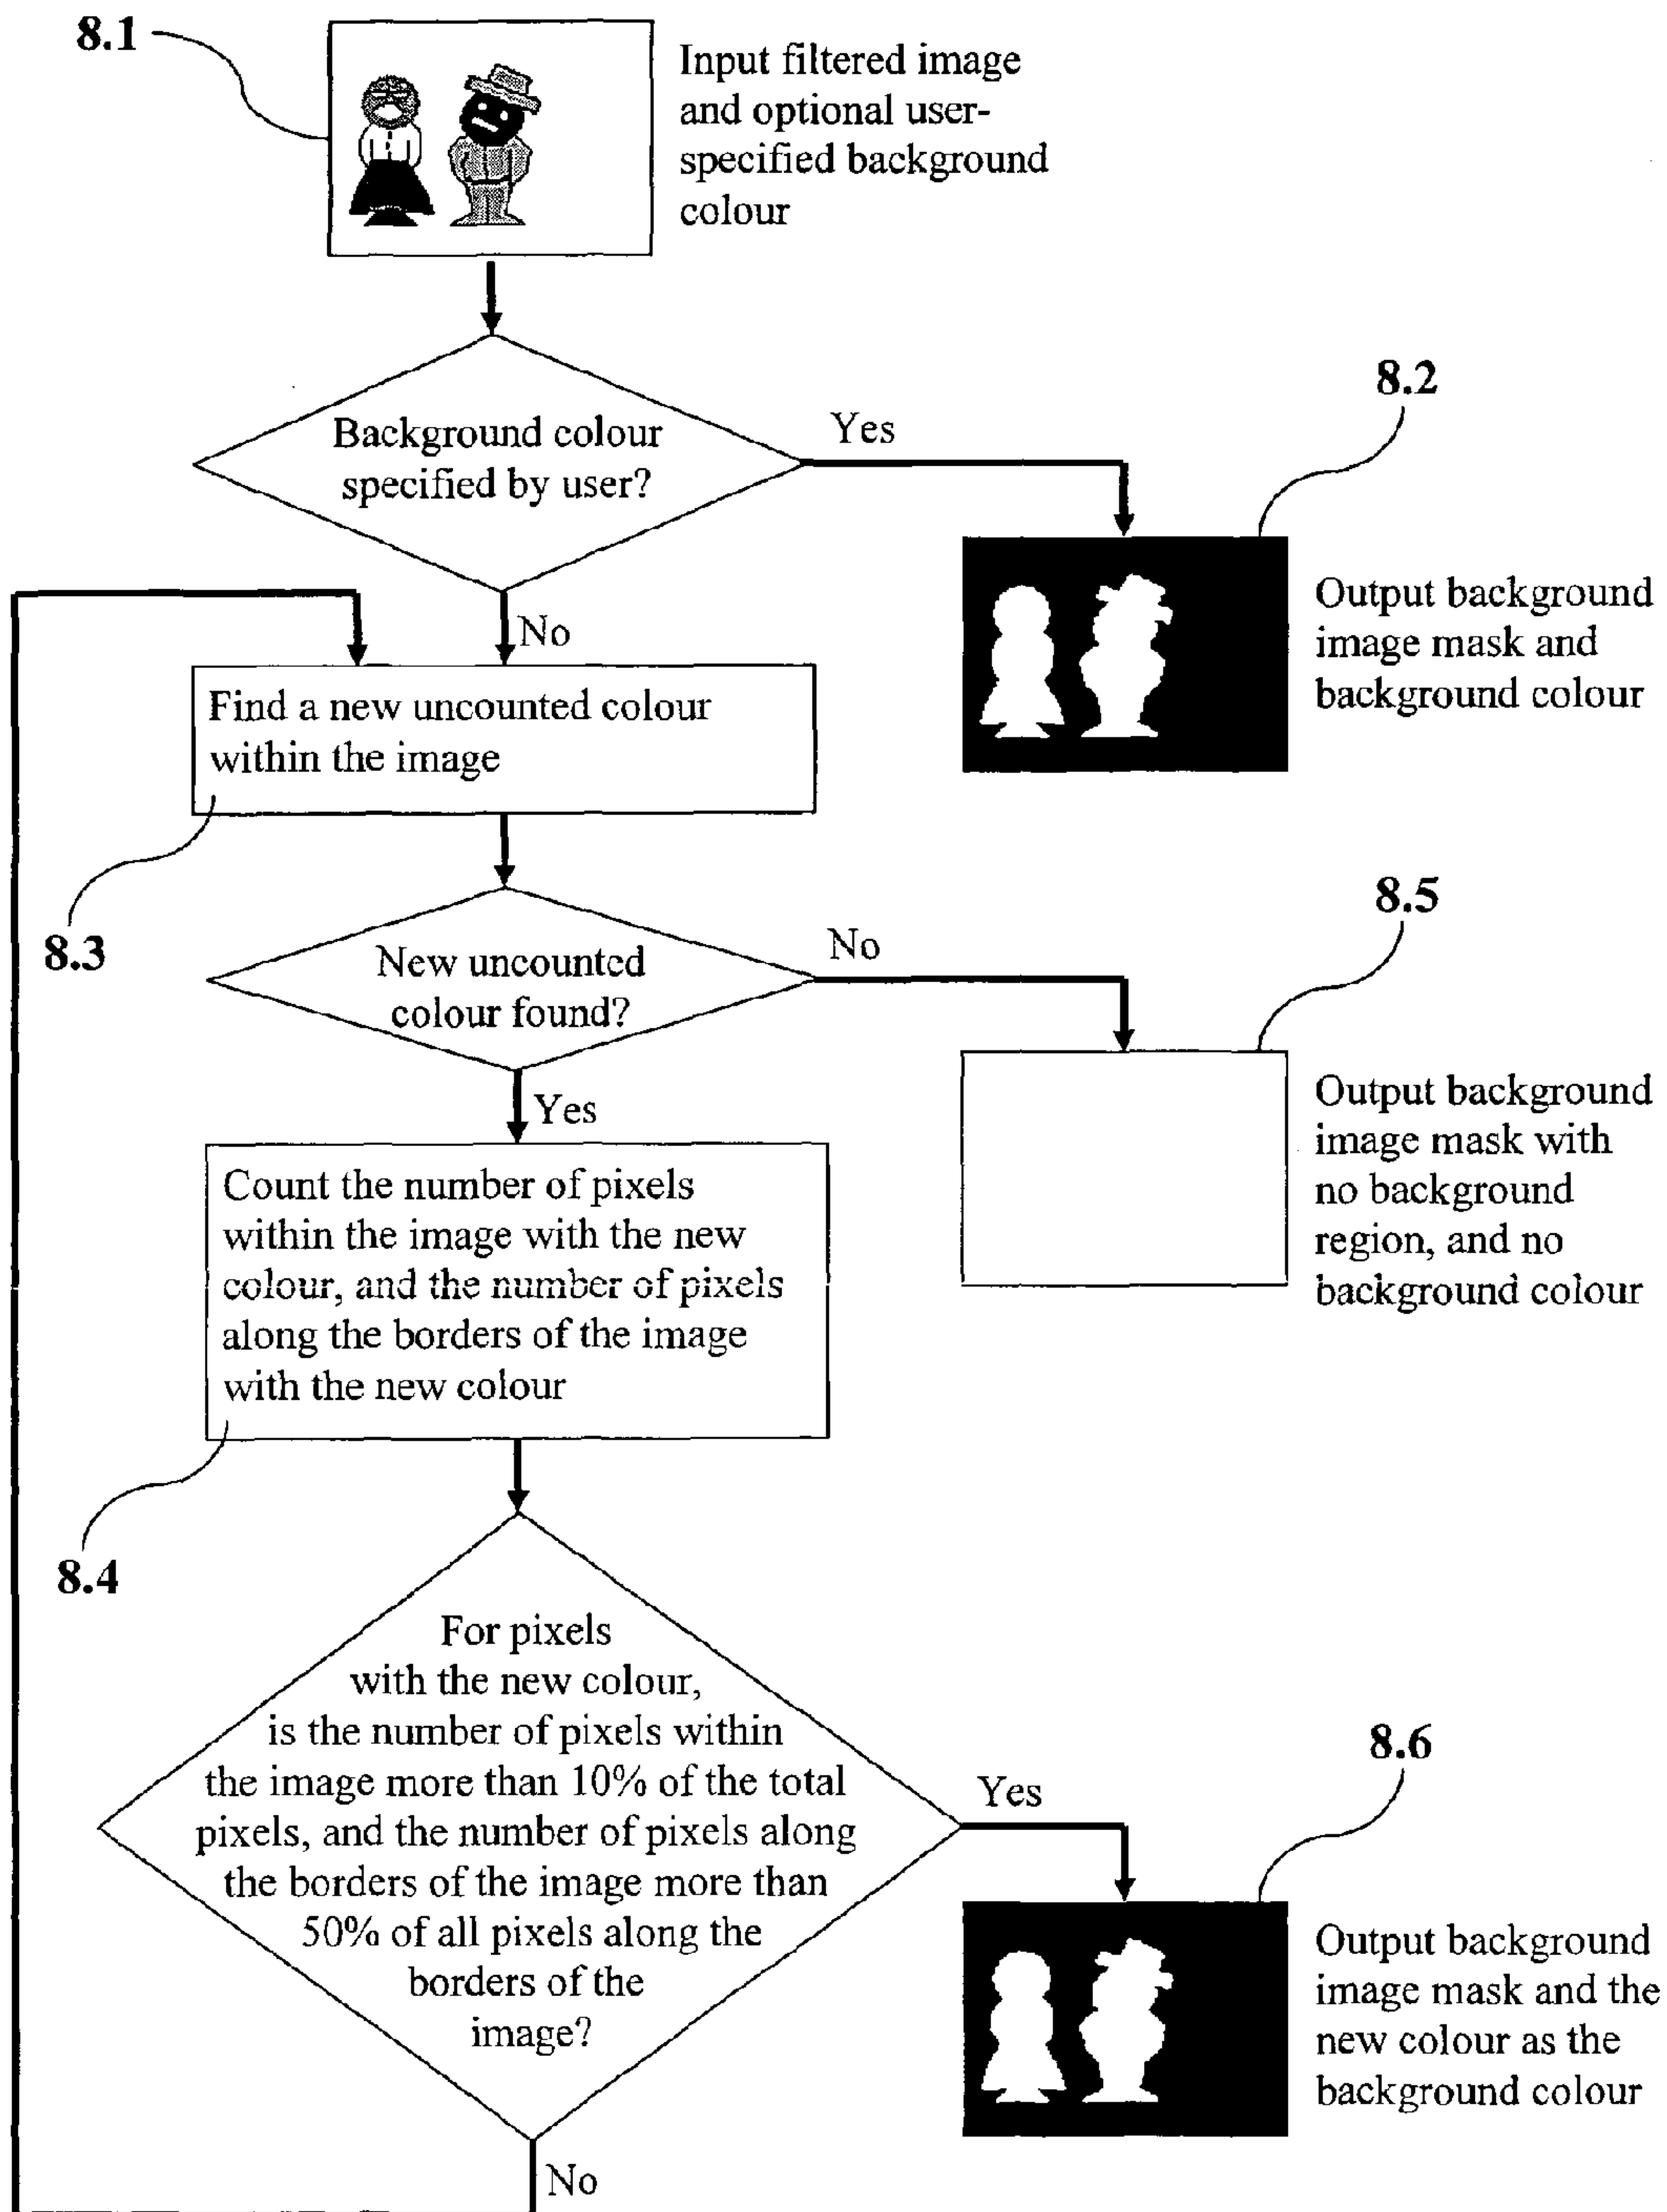 8.1
Input filtered image
and optional user-
specified background
colour
Background colour
specified by user?
Yes
8.2
Output background
image mask and
background colour
No
Find a new uncounted colour
within the image
8.3
New uncounted
colour found?
No
8.5
Output background
image mask with
no background
region, and no
background colour
Yes
Count the number of pixels
within the image with the new
colour, and the number of pixels
along the borders of the image
with the new colour
8.4
For pixels
with the new colour,
is the number of pixels within
the image more than 10% of the total
pixels, and the number of pixels along
the borders of the image more than
50% of all pixels along the
borders of the
image?
Yes
8.6
Output background
image mask and the
new colour as the
background colour
No